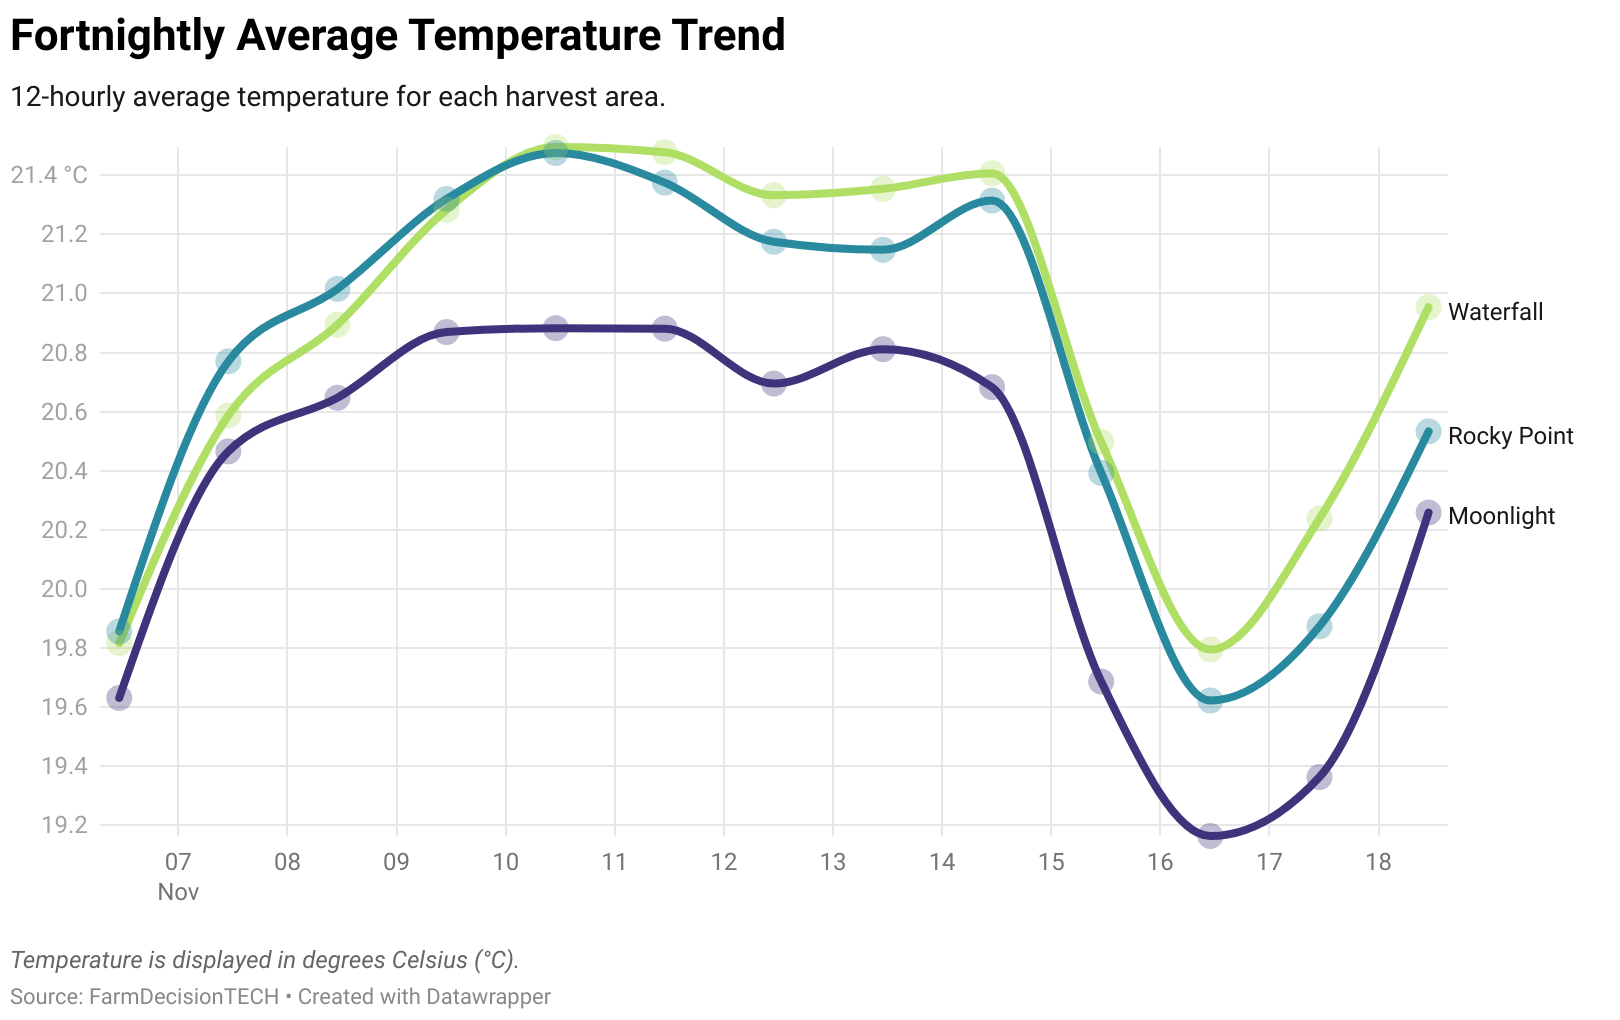 Fortnightly Average Temperature Trend
12-hourly average temperature for each harvest area.
21.4 °C
21.2
21.0
20.8
20.6
20.4
20.2
20.0
19.8
19.6
19.4
19.2
Waterfall
Rocky Point
Moonlight
07 08 09 10 11 12 13 14 15 16 17 18
Nov
Temperature is displayed in degrees Celsius (°C).
Source: FarmDecisionTECH • Created with Datawrapper